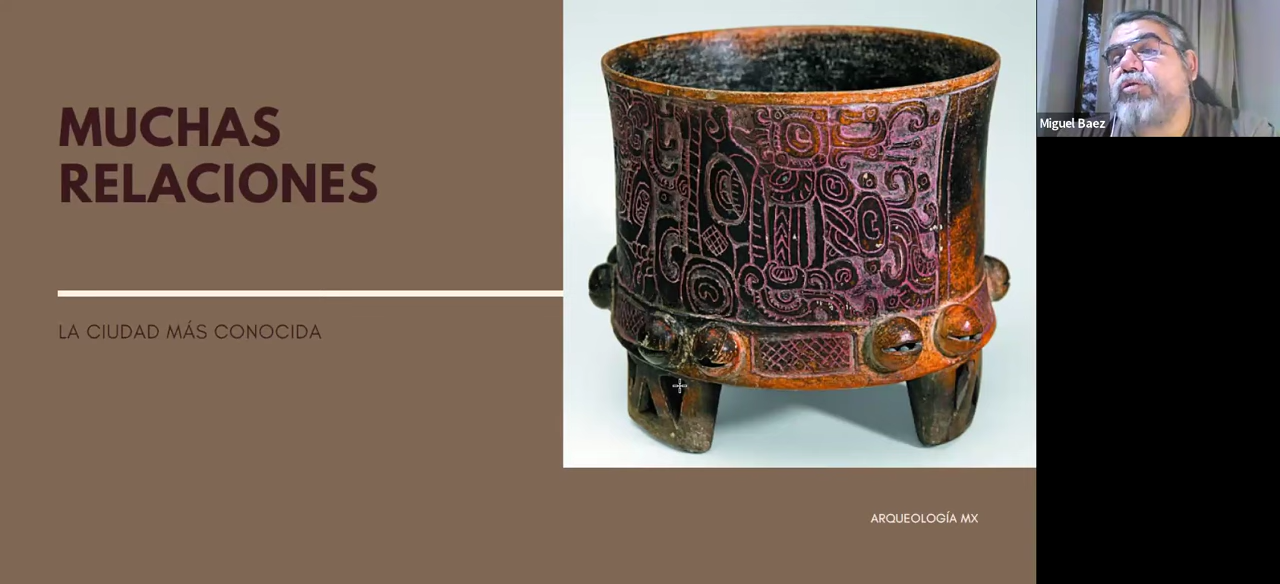 MUCHAS
RELACIONES
LA CIUDAD MÁS CONOCIDA
ARQUEOLOGÍA MX
Miguel Baez